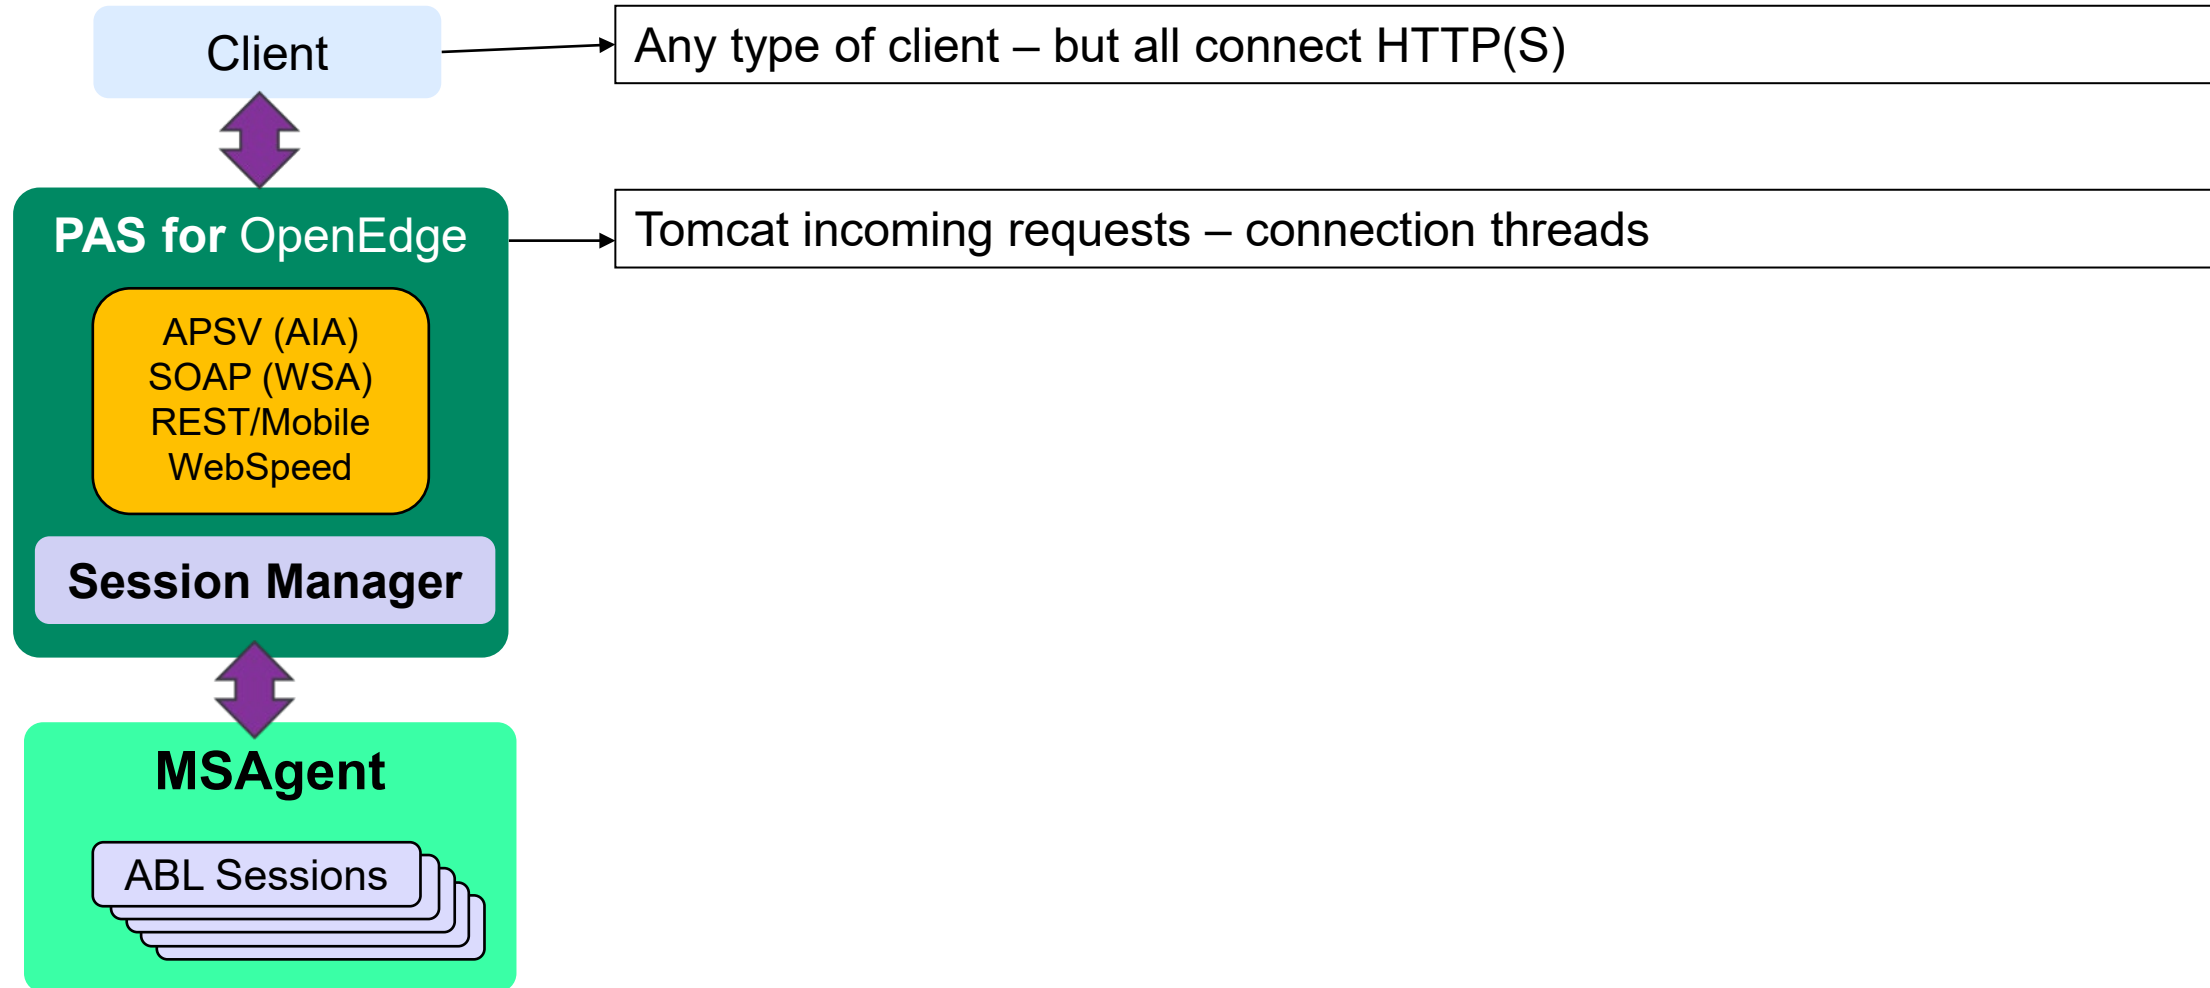 Client
Any type of client – but all connect HTTP(S)
PAS for OpenEdge
Tomcat incoming requests – connection threads
APSV (AIA)
SOAP (WSA)
REST/Mobile
WebSpeed
Session Manager
MSAgent
ABL Sessions